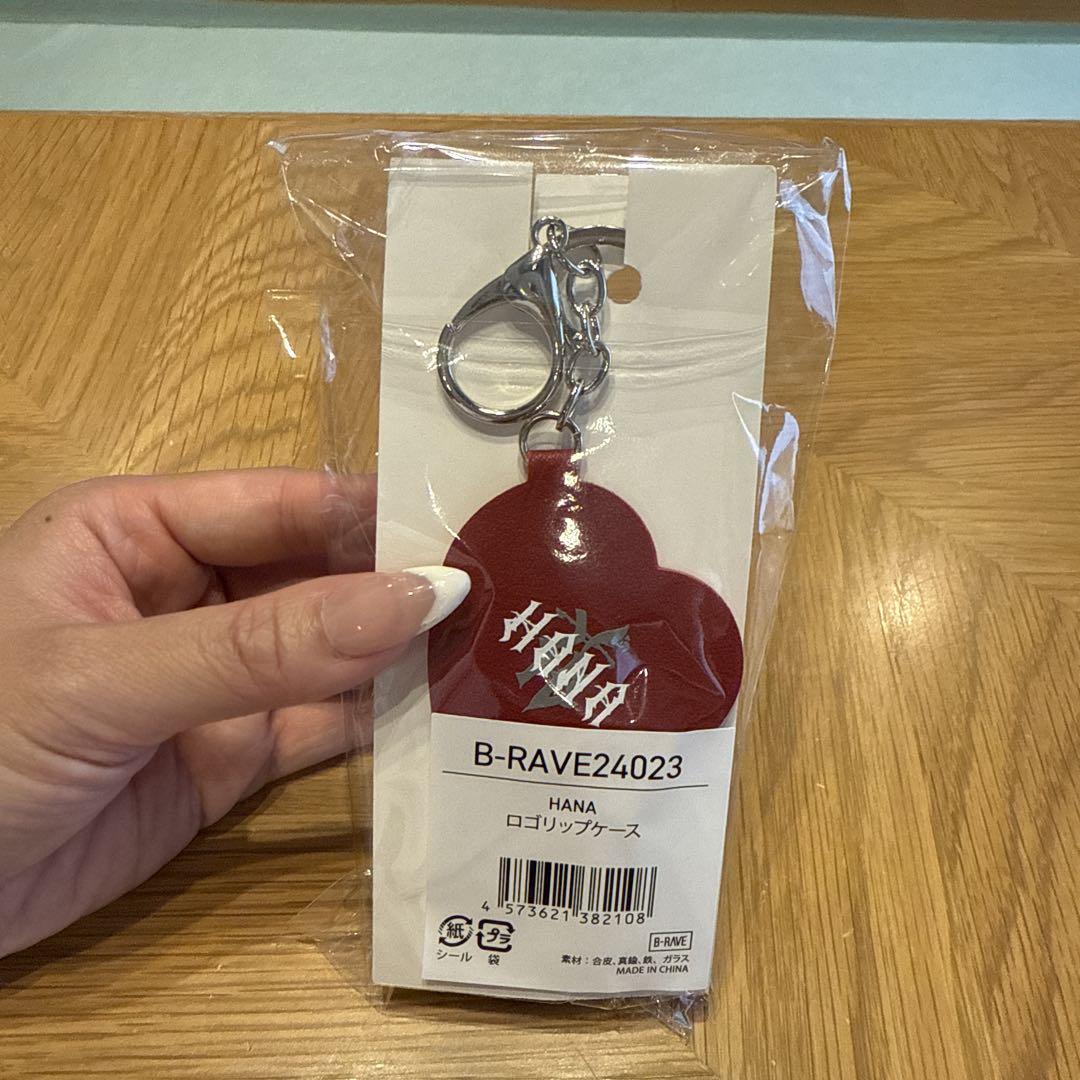 HANA
B-RAVE24023
HANA
ロゴリップケース
4 573621 382108
紙 プラ
シール 袋
B-RAVE
素材：合皮、真鍮、鉄、ガラス
MADE IN CHINA